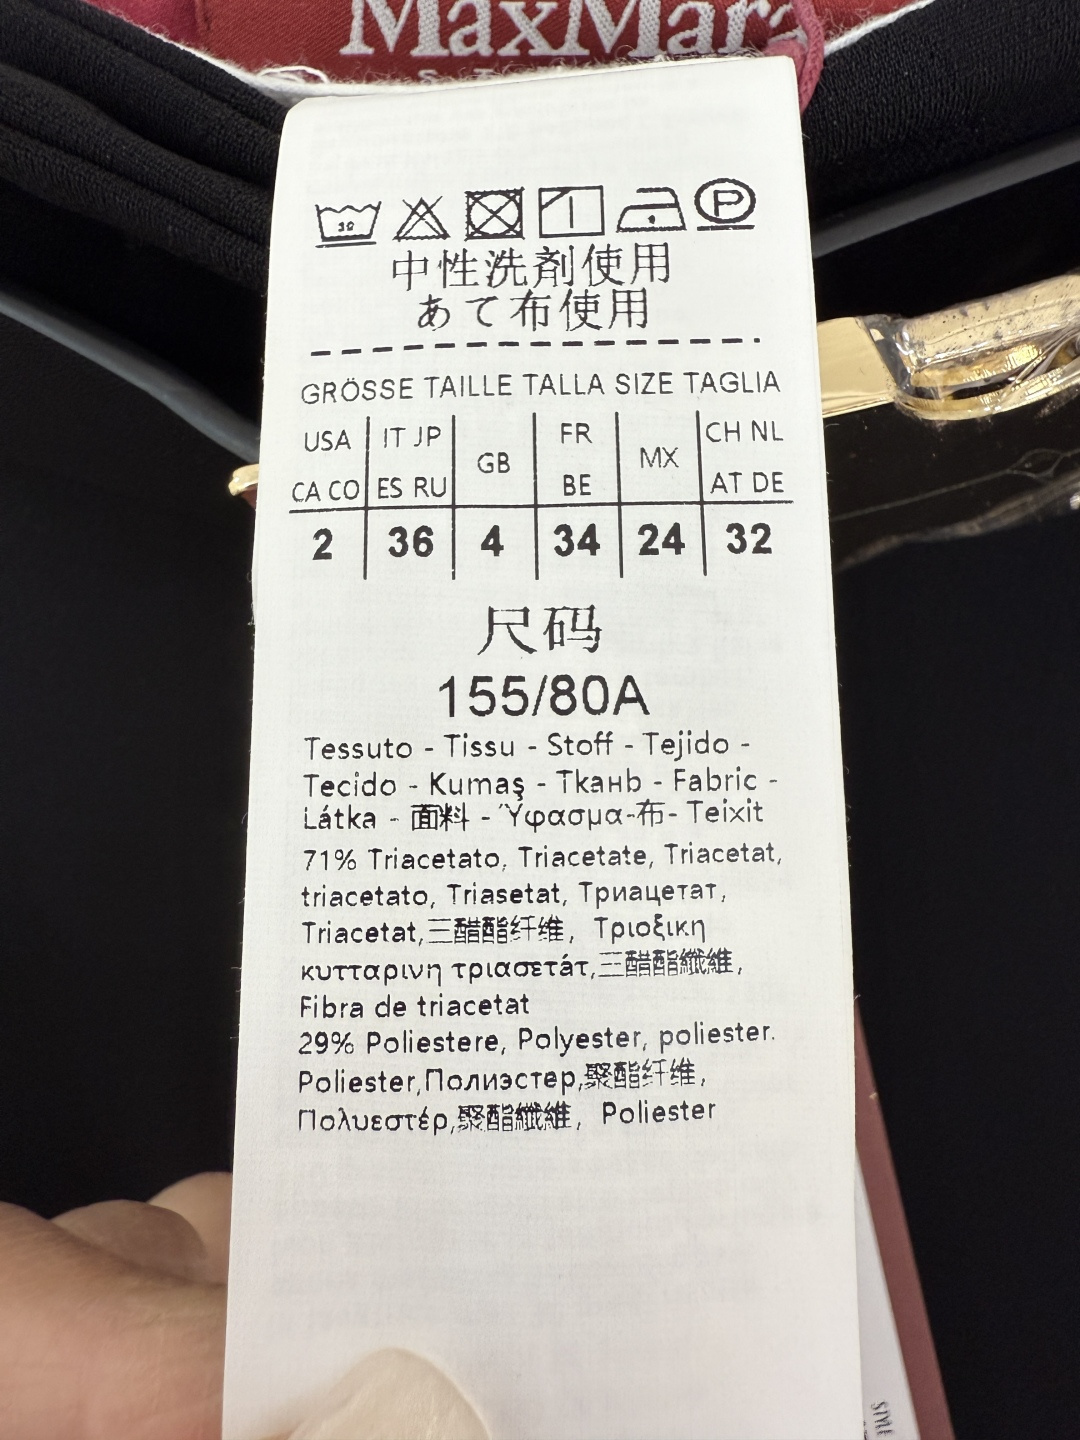 MaxMara
30
P
中性洗剤使用
あて布使用
GRÖSSE TAILLE TALLA SIZE TAGLIA
USA IT JP GB FR MX CH NL
CA CO ES RU BE AT DE
2 36 4 34 24 32
尺码
155/80A
Tessuto - Tissu - Stoff - Tejido -
Tecido - Kumaş - Ткань - Fabric -
Látka - 面料 - Ύφασμα-布- Teixit
71% Triacetato, Triacetate, Triacetat,
triacetato, Triasetat, Триацетат,
Triacetat,三醋酯纤维, Τριοξικη
κυτταρινη τριασετάτ,三醋酯纖維,
Fibra de triacetat
29% Poliestere, Polyester, poliester.
Poliester,Полиэстер,聚酯纤维,
Πολυεστέρ,聚酯纖維, Poliester